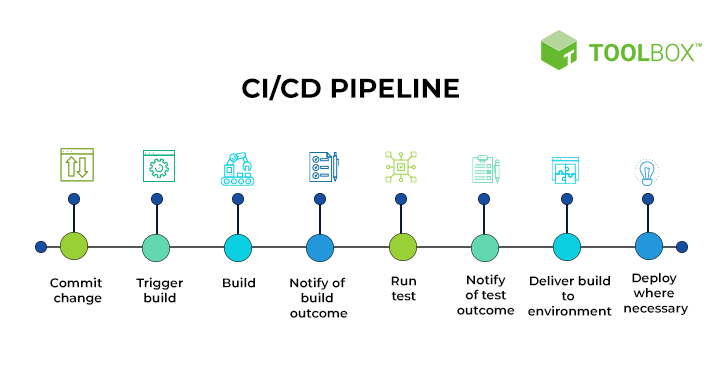 TOOLBOX™
CI/CD PIPELINE
Commit
change
Trigger
build
Build
Notify of
build
outcome
Run
test
Notify
of test
outcome
Deliver build
to
environment
Deploy
where
necessary